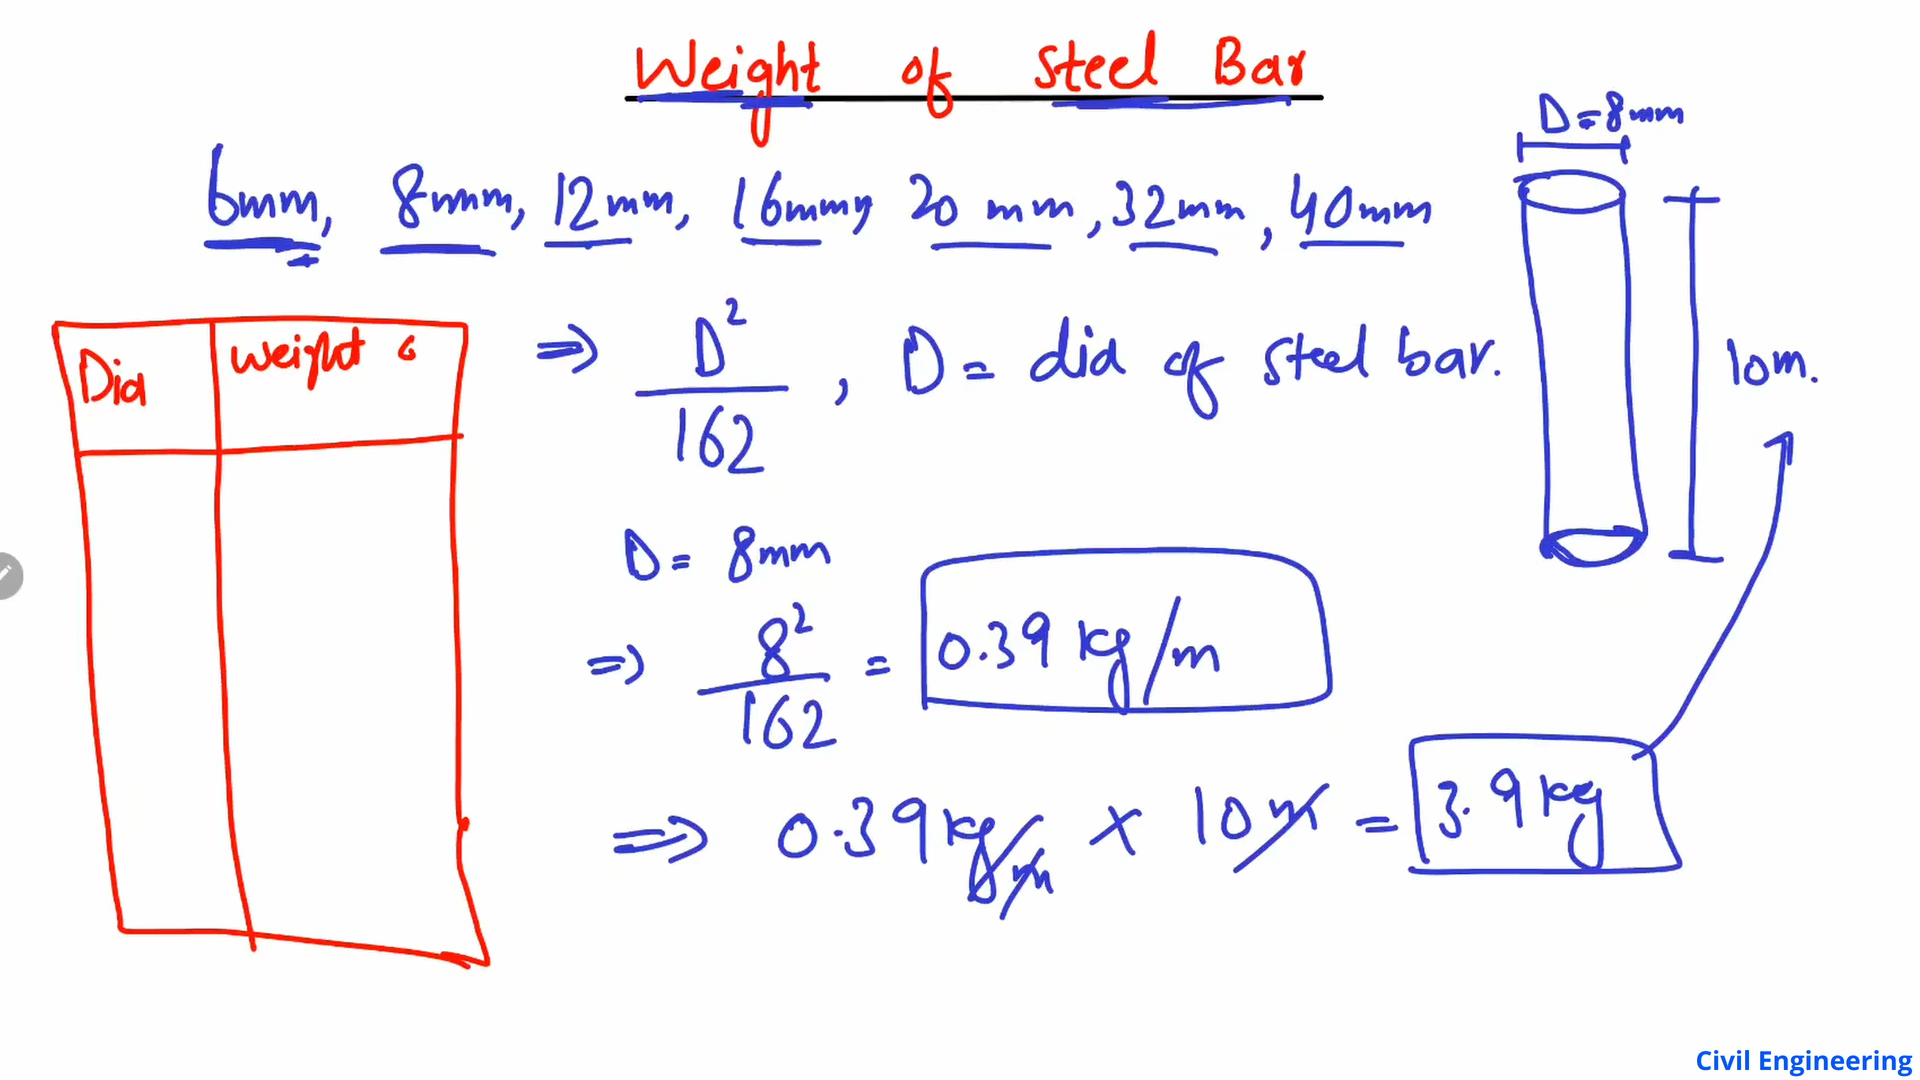 Weight of Steel Bar
D = 8mm
6mm, 8mm, 12mm, 16mm, 20 mm, 32mm, 40mm
Dia
weight
⇒ D² / 162 , D = dia of steel bar.
10m.
D = 8mm
⇒ 8² / 162 = 0.39 kg/m
⇒ 0.39 kg/m × 10m = 3.9 kg
Civil Engineering